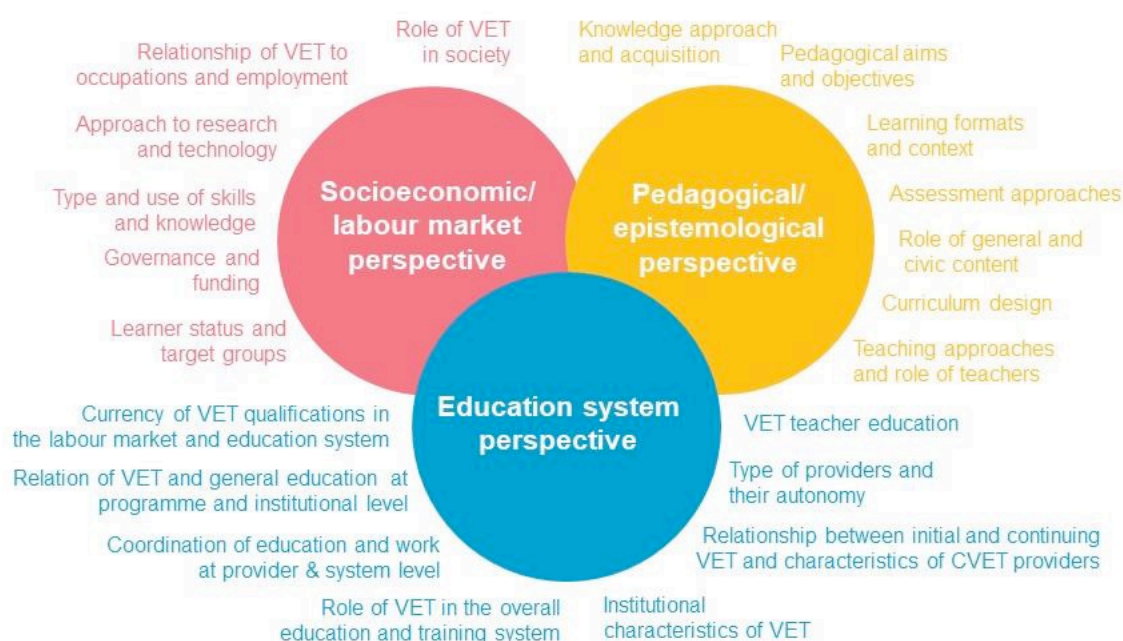 Role of VET
in society
Relationship of VET to
occupations and employment
Approach to research
and technology
Type and use of skills
and knowledge
Governance and
funding
Learner status and
target groups
Socioeconomic/
labour market
perspective
Knowledge approach
and acquisition
Pedagogical aims
and objectives
Learning formats
and context
Assessment approaches
Role of general and
civic content
Curriculum design
Teaching approaches
and role of teachers
Pedagogical/
epistemological
perspective
Education system
perspective
Currency of VET qualifications in
the labour market and education system
Relation of VET and general education at
programme and institutional level
Coordination of education and work
at provider & system level
Role of VET in the overall
education and training system
VET teacher education
Type of providers and
their autonomy
Relationship between initial and continuing
VET and characteristics of CVET providers
Institutional
characteristics of VET